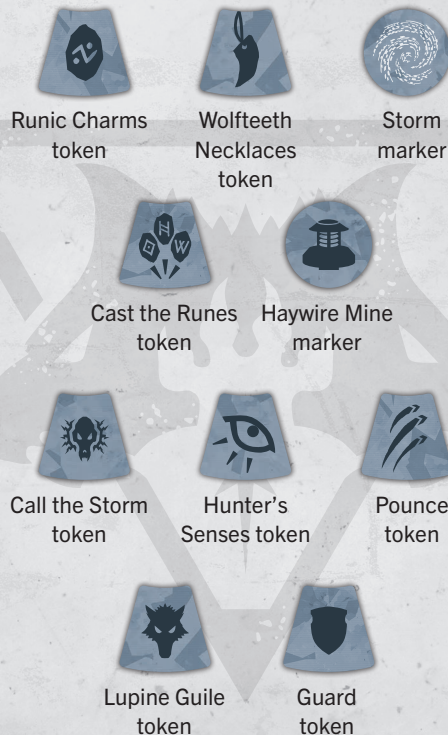 Runic Charms
token
Wolfteeth
Necklaces
token
Storm
marker
Cast the Runes
token
Haywire Mine
marker
Call the Storm
token
Hunter's
Senses token
Pounce
token
Lupine Guile
token
Guard
token